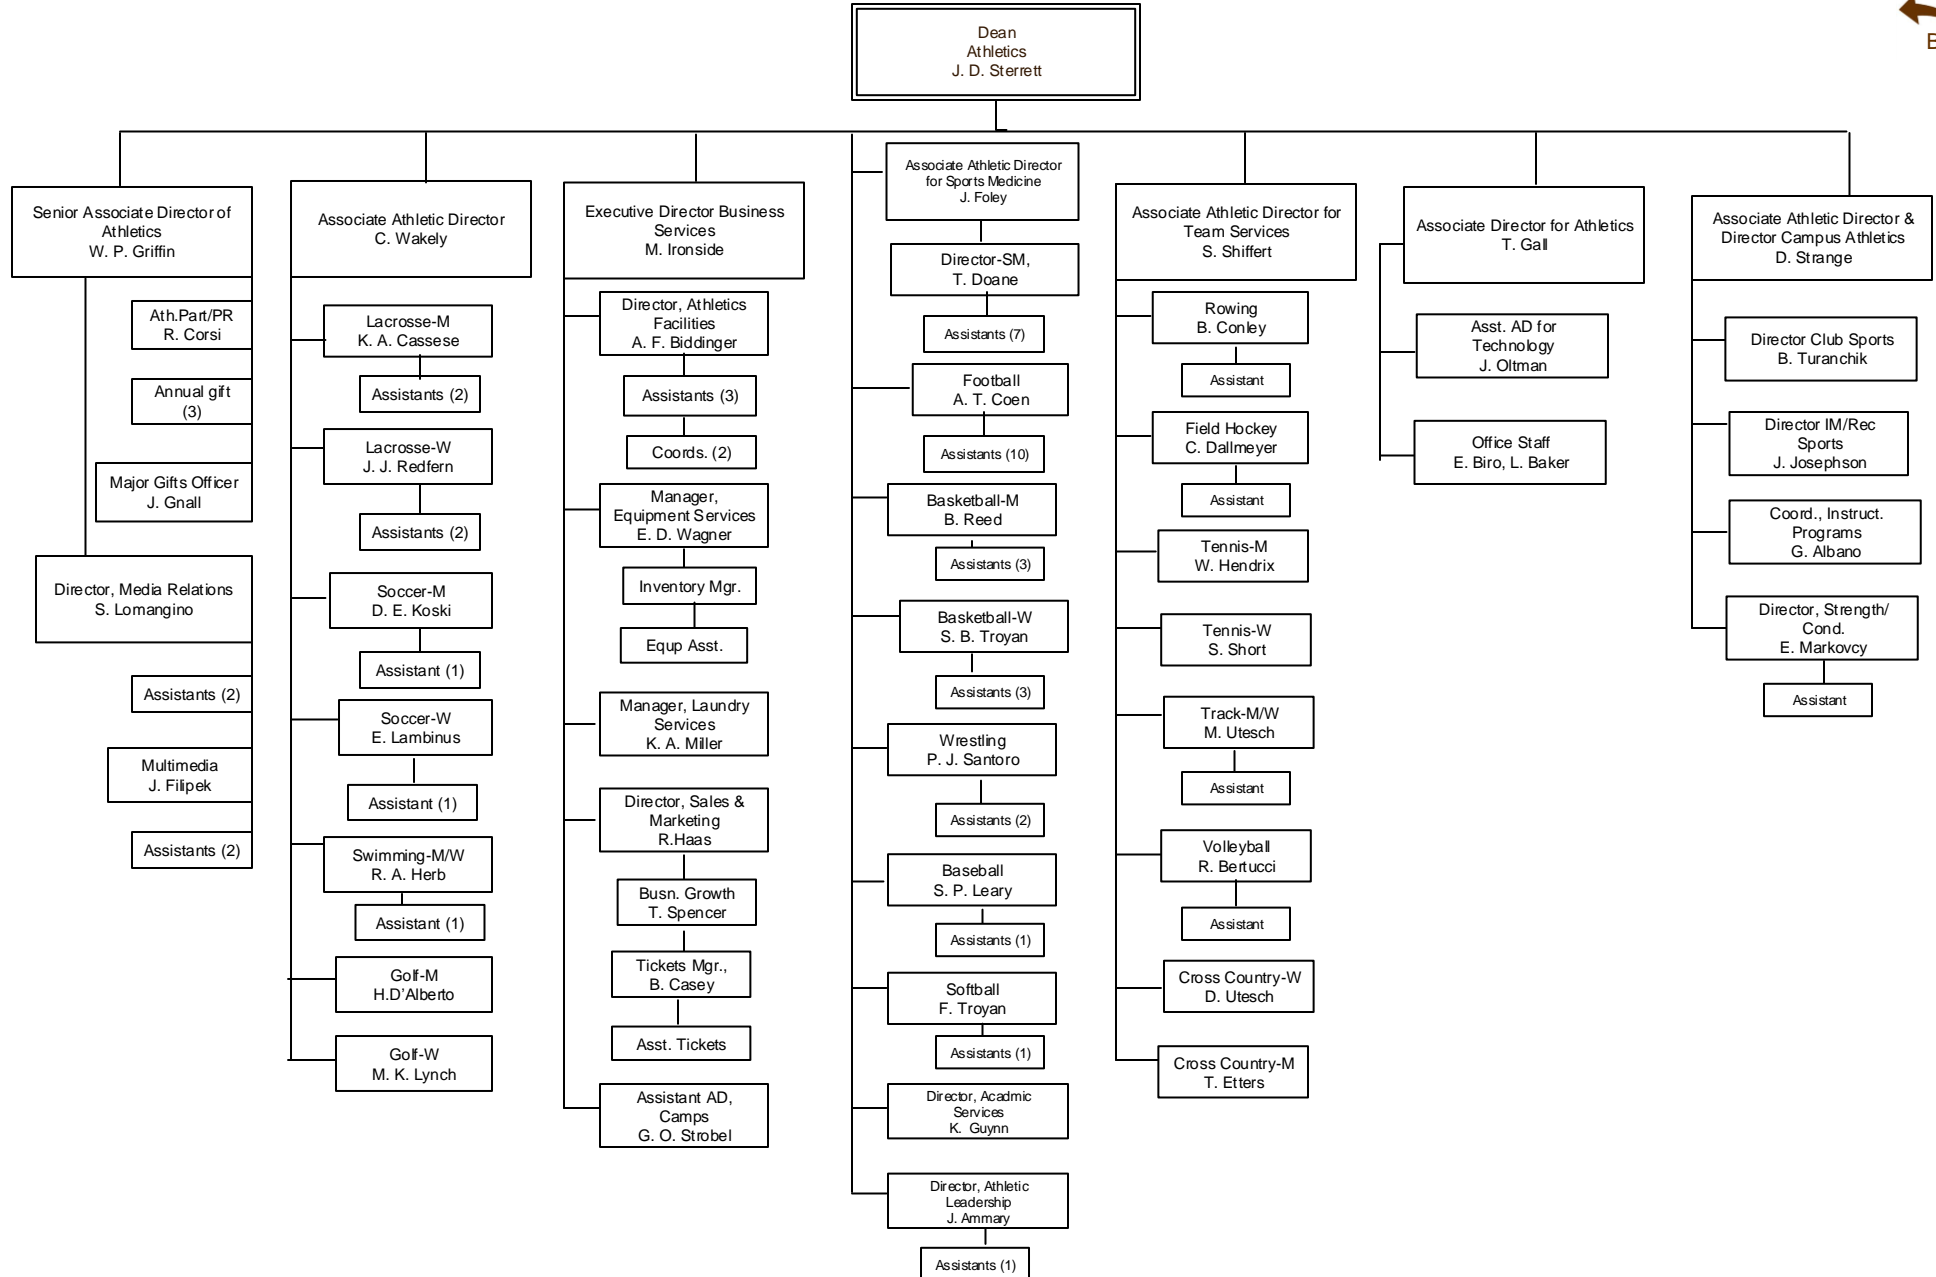 Dean
Athletics
J. D. Sterrett
B
Senior Associate Director of
Athletics
W. P. Griffin
Ath.Part/PR
R. Corsi
Annual gift
(3)
Major Gifts Officer
J. Gnall
Director, Media Relations
S. Lomangino
Assistants (2)
Multimedia
J. Filipek
Assistants (2)
Associate Athletic Director
C. Wakely
Lacrosse-M
K. A. Cassese
Assistants (2)
Lacrosse-W
J. J. Redfern
Assistants (2)
Soccer-M
D. E. Koski
Assistant (1)
Soccer-W
E. Lambinus
Assistant (1)
Swimming-M/W
R. A. Herb
Assistant (1)
Golf-M
H.D’Alberto
Golf-W
M. K. Lynch
Executive Director Business
Services
M. Ironside
Director, Athletics
Facilities
A. F. Biddinger
Assistants (3)
Coords. (2)
Manager,
Equipment Services
E. D. Wagner
Inventory Mgr.
Equp Asst.
Manager, Laundry
Services
K. A. Miller
Director, Sales &
Marketing
R.Haas
Busn. Growth
T. Spencer
Tickets Mgr.,
B. Casey
Asst. Tickets
Assistant AD,
Camps
G. O. Strobel
Associate Athletic Director
for Sports Medicine
J. Foley
Director-SM,
T. Doane
Assistants (7)
Football
A. T. Coen
Assistants (10)
Basketball-M
B. Reed
Assistants (3)
Basketball-W
S. B. Troyan
Assistants (3)
Wrestling
P. J. Santoro
Assistants (2)
Baseball
S. P. Leary
Assistants (1)
Softball
F. Troyan
Assistants (1)
Director, Acadmic
Services
K. Guynn
Director, Athletic
Leadership
J. Ammary
Assistants (1)
Associate Athletic Director for
Team Services
S. Shiffert
Rowing
B. Conley
Assistant
Field Hockey
C. Dallmeyer
Assistant
Tennis-M
W. Hendrix
Tennis-W
S. Short
Track-M/W
M. Utesch
Assistant
Volleyball
R. Bertucci
Assistant
Cross Country-W
D. Utesch
Cross Country-M
T. Etters
Associate Director for Athletics
T. Gall
Asst. AD for
Technology
J. Oltman
Office Staff
E. Biro, L. Baker
Associate Athletic Director &
Director Campus Athletics
D. Strange
Director Club Sports
B. Turanchik
Director IM/Rec
Sports
J. Josephson
Coord., Instruct.
Programs
G. Albano
Director, Strength/
Cond.
E. Markovcy
Assistant